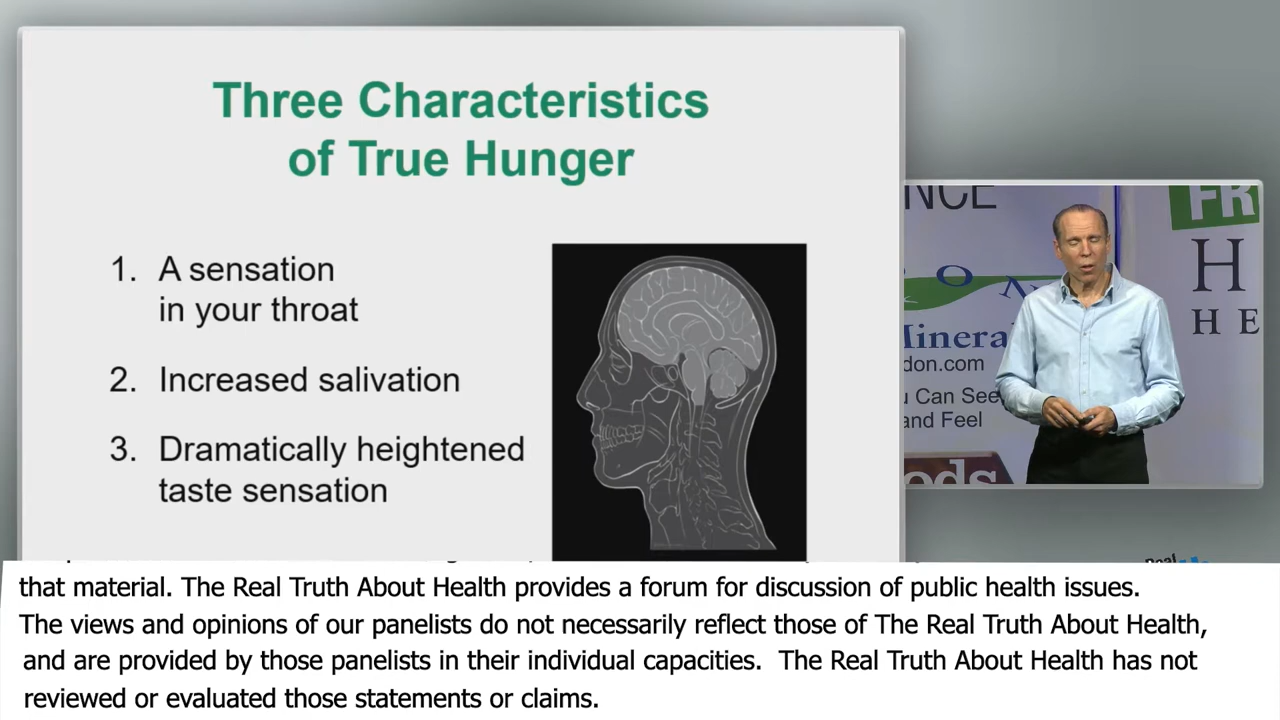 Three Characteristics
of True Hunger
1. A sensation
in your throat
2. Increased salivation
3. Dramatically heightened
taste sensation
NCE
FR
H
O N
HE
Minera
don.com
u Can See
and Feel
eds
Real
that material. The Real Truth About Health provides a forum for discussion of public health issues.
The views and opinions of our panelists do not necessarily reflect those of The Real Truth About Health,
and are provided by those panelists in their individual capacities. The Real Truth About Health has not
reviewed or evaluated those statements or claims.